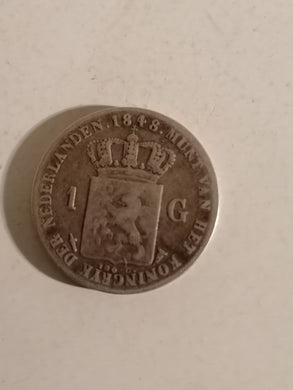 MUNT VAN HET KONINGRIJK DER NEDERLANDEN. 1848.
1 G